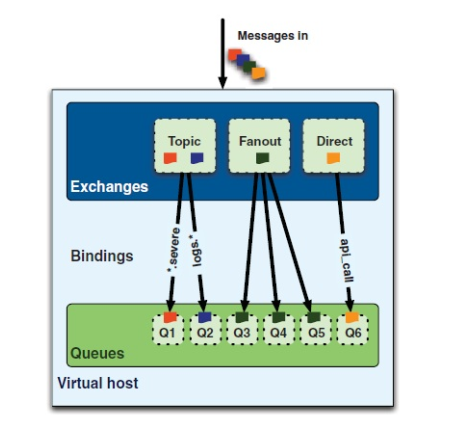 Messages in
Topic
Fanout
Direct
Exchanges
*.severe
logs.*
api_call
Bindings
Q1
Q2
Q3
Q4
Q5
Q6
Queues
Virtual host